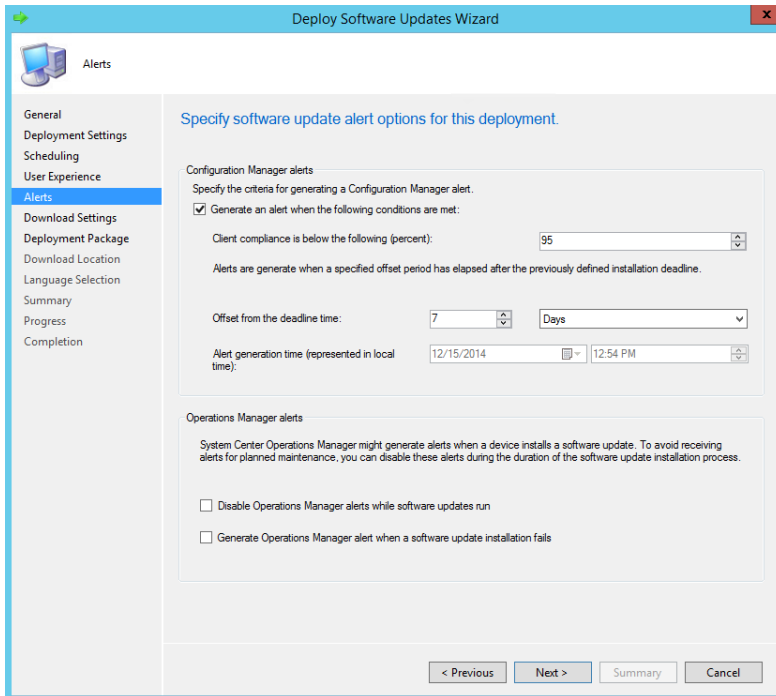 Deploy Software Updates Wizard
x
Alerts
General
Deployment Settings
Scheduling
User Experience
Alerts
Download Settings
Deployment Package
Download Location
Language Selection
Summary
Progress
Completion
Specify software update alert options for this deployment.
Configuration Manager alerts
Specify the criteria for generating a Configuration Manager alert.
Generate an alert when the following conditions are met:
Client compliance is below the following (percent):
95
Alerts are generate when a specified offset period has elapsed after the previously defined installation deadline.
Offset from the deadline time:
7
Days
Alert generation time (represented in local
time):
12/15/2014
12:54 PM
Operations Manager alerts
System Center Operations Manager might generate alerts when a device installs a software update. To avoid receiving
alerts for planned maintenance, you can disable these alerts during the duration of the software update installation process.
Disable Operations Manager alerts while software updates run
Generate Operations Manager alert when a software update installation fails
< Previous
Next >
Summary
Cancel